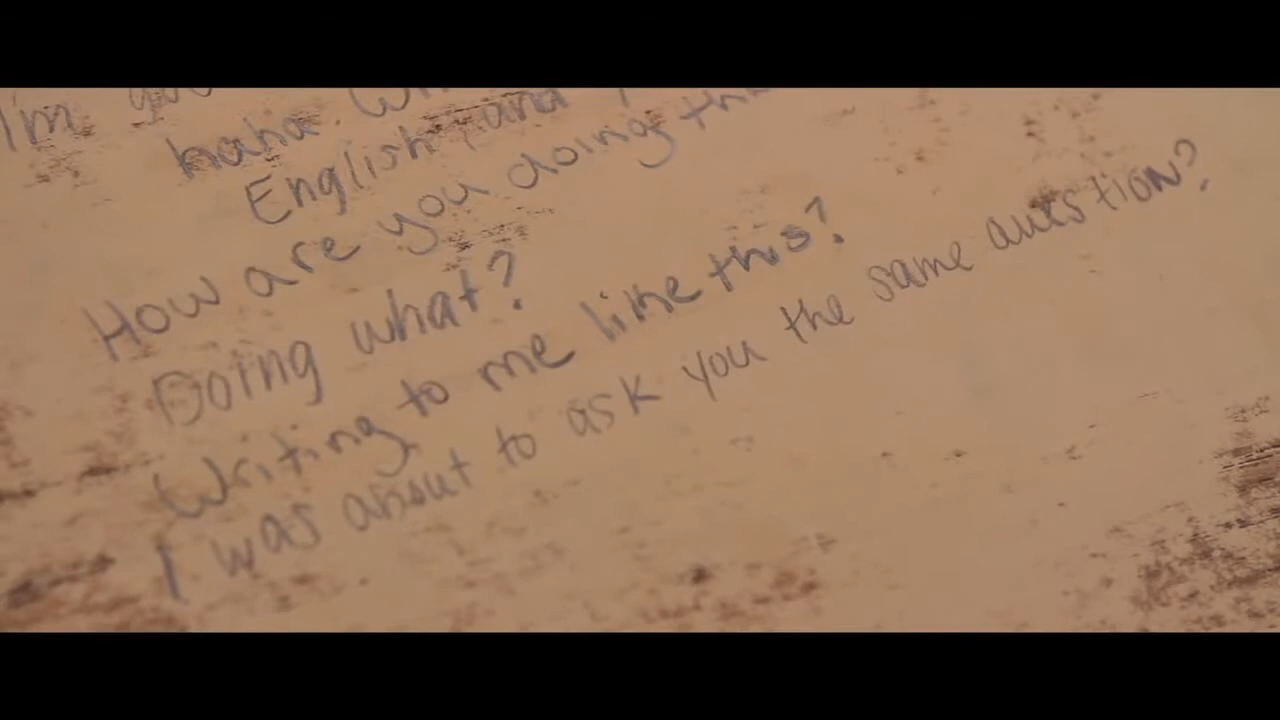 I'm
haha.
English, and
How are you doing
Doing what?
Writing to me like this?
I was about to ask you the same question?